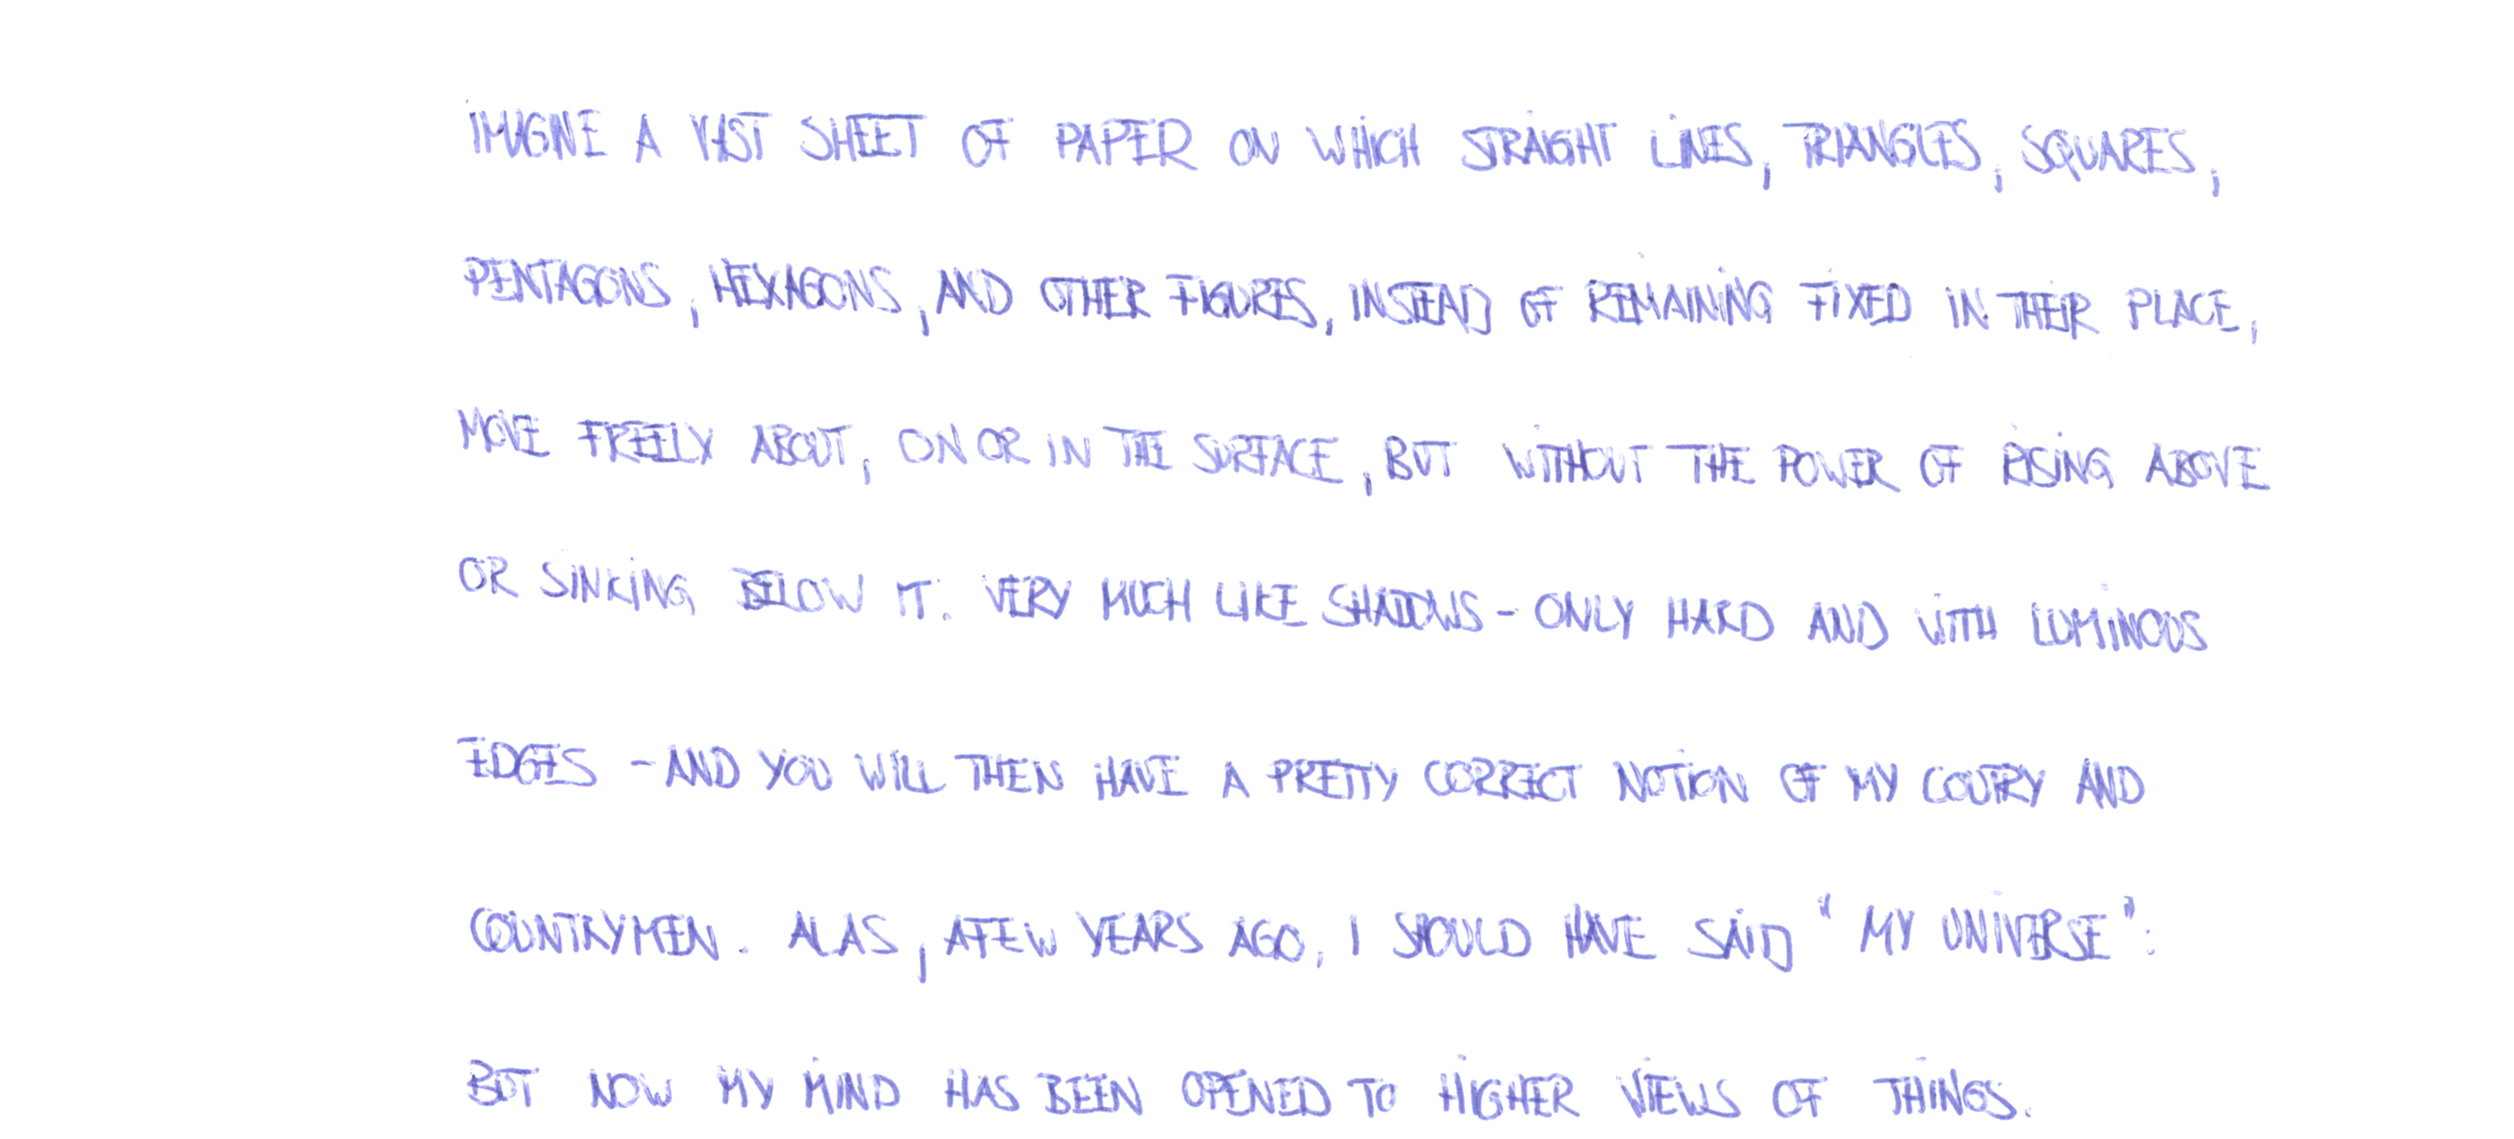 IMAGINE A VAST SHEET OF PAPER ON WHICH STRAIGHT LINES, TRIANGLES, SQUARES,
PENTAGONS, HEXAGONS, AND OTHER FIGURES, INSTEAD OF REMAINING FIXED IN THEIR PLACE,
MOVE FREELY ABOUT, ON OR IN THE SURFACE, BUT WITHOUT THE POWER OF RISING ABOVE
OR SINKING BELOW IT. VERY MUCH LIKE SHADOWS - ONLY HARD AND WITH LUMINOUS
EDGES - AND YOU WILL THEN HAVE A PRETTY CORRECT NOTION OF MY COUTRY AND
COUNTRYMEN. ALAS, A FEW YEARS AGO, I SHOULD HAVE SAID "MY UNIVERSE":
BUT NOW MY MIND HAS BEEN OPENED TO HIGHER VIEWS OF THINGS.